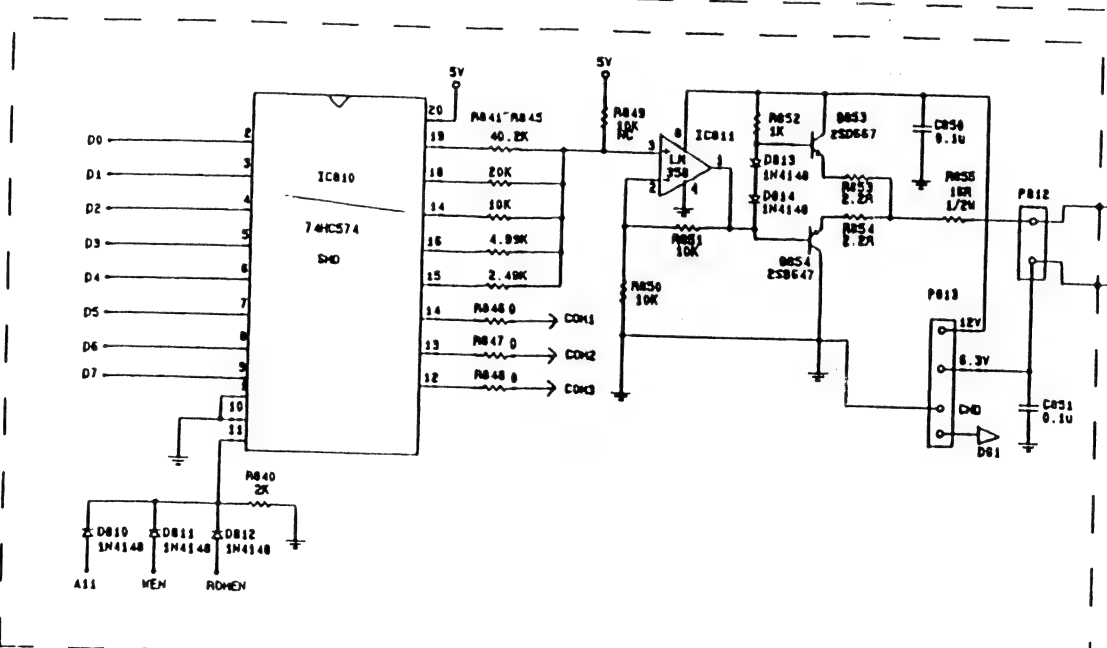 5V
5V
20
R841~R845
R849
10K
NC
8
IC811
R852
1K
Q853
2SD667
C850
0.1u
D0
2
19
40.2K
3
LM
358
1
D813
1N4148
D1
3
IC810
18
20K
2
4
D814
1N4148
R853
2.2R
R855
1/2W
P812
D2
4
14
10K
D3
5
74HC574
16
4.99K
R851
10K
R854
2.2R
D4
6
SMD
15
2.49K
Q854
2SB647
D5
7
14
R846 0
COM1
R850
10K
P813
12V
D6
8
13
R847 0
COM2
6.3V
D7
9
1
12
R848 0
COM3
10
GND
C851
0.1u
11
DG1
R840
2K
D810
1N4148
D811
1N4148
D812
1N4148
A11
WEN
ROMEN